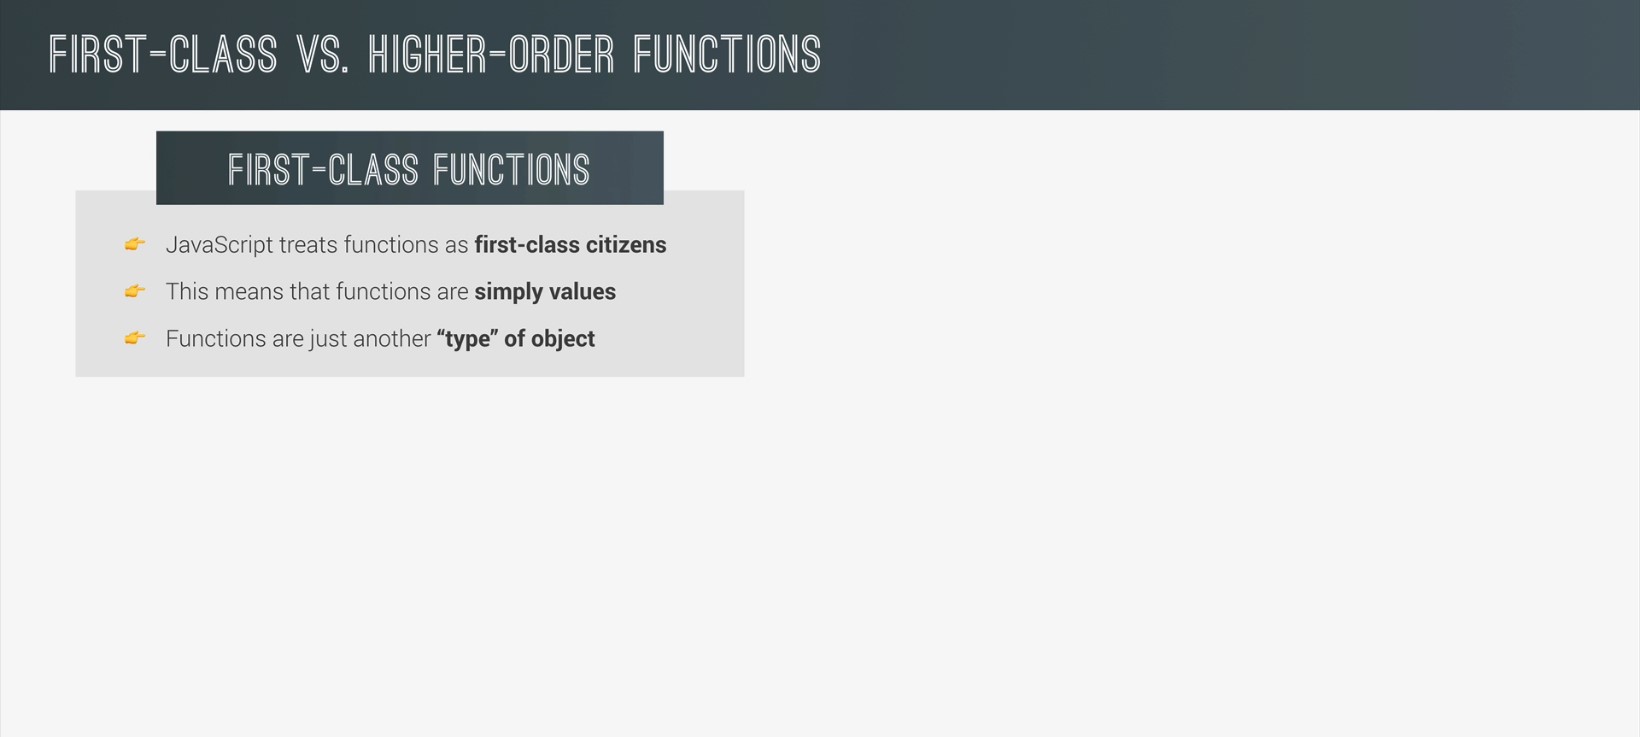 FIRST-CLASS VS. HIGHER-ORDER FUNCTIONS
FIRST-CLASS FUNCTIONS
👉 JavaScript treats functions as first-class citizens
👉 This means that functions are simply values
👉 Functions are just another “type” of object